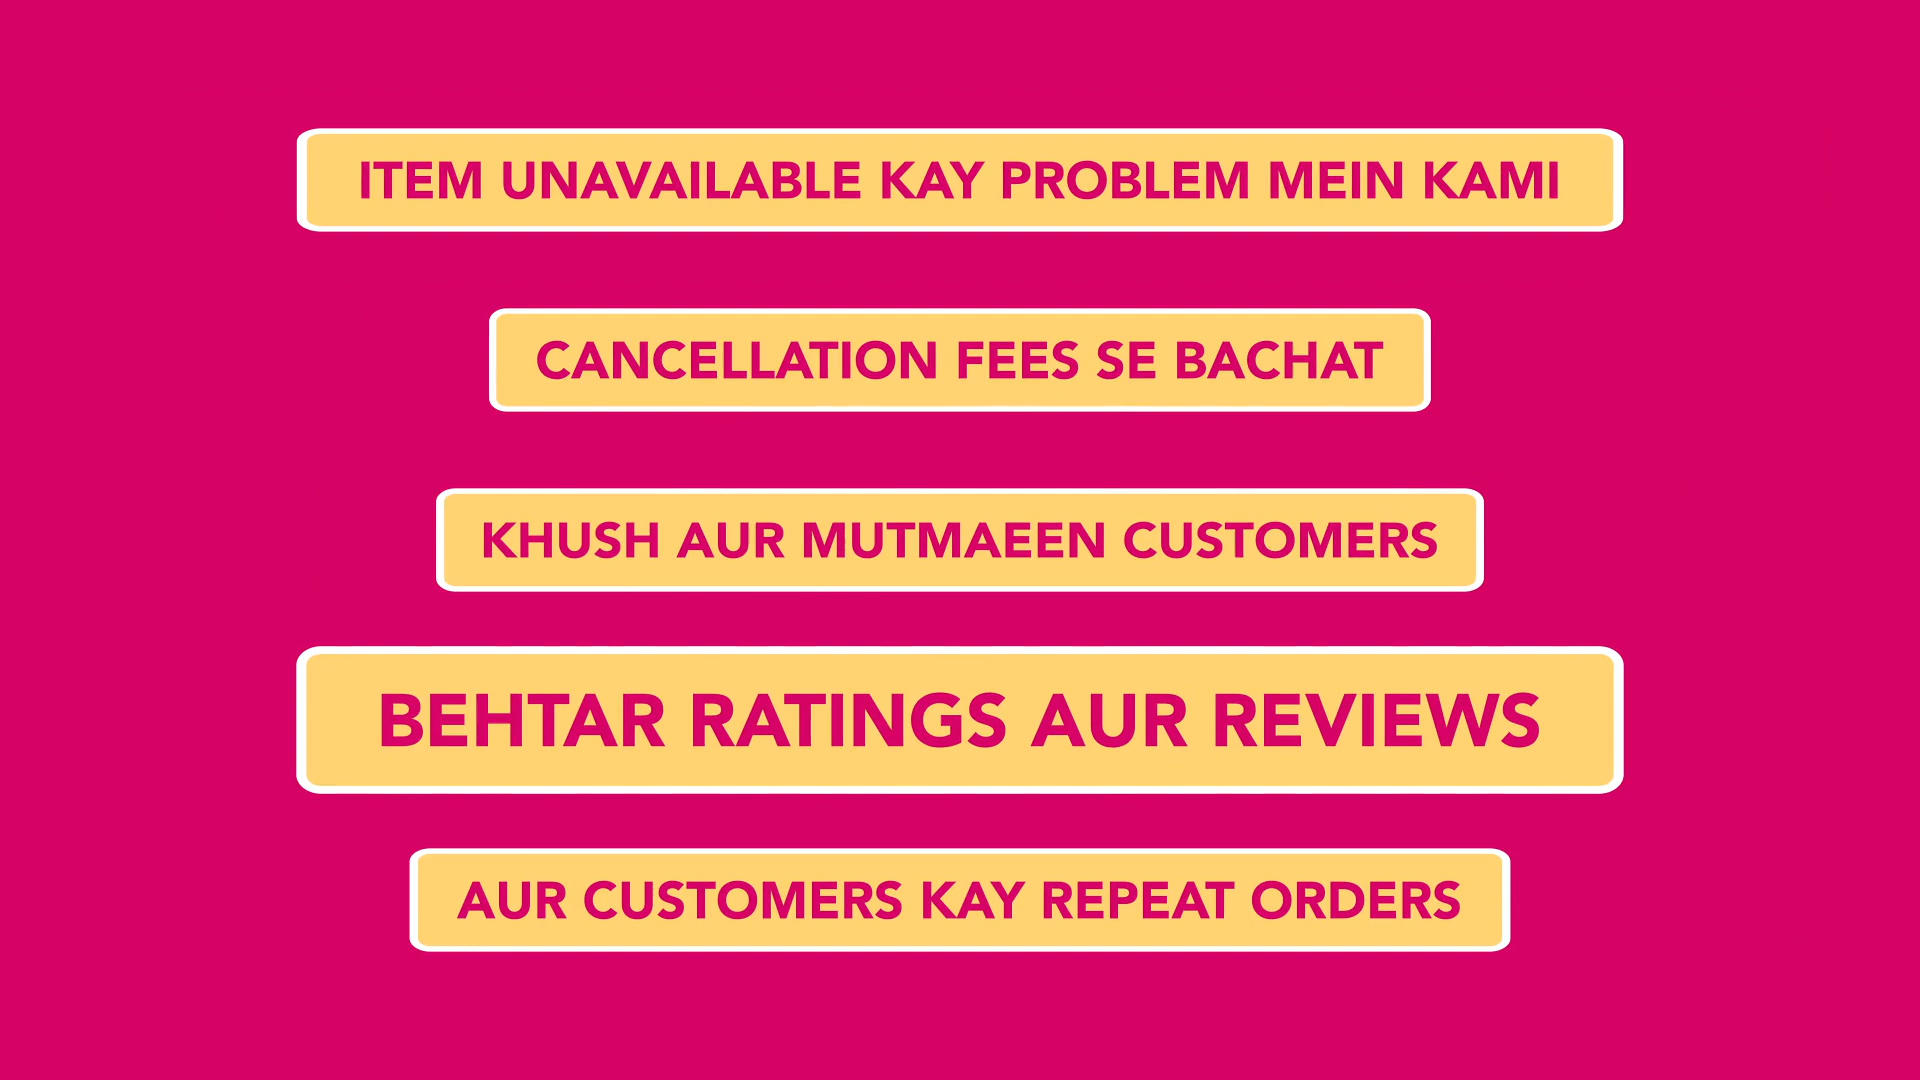 ITEM UNAVAILABLE KAY PROBLEM MEIN KAMI
CANCELLATION FEES SE BACHAT
KHUSH AUR MUTMAEEN CUSTOMERS
BEHTAR RATINGS AUR REVIEWS
AUR CUSTOMERS KAY REPEAT ORDERS